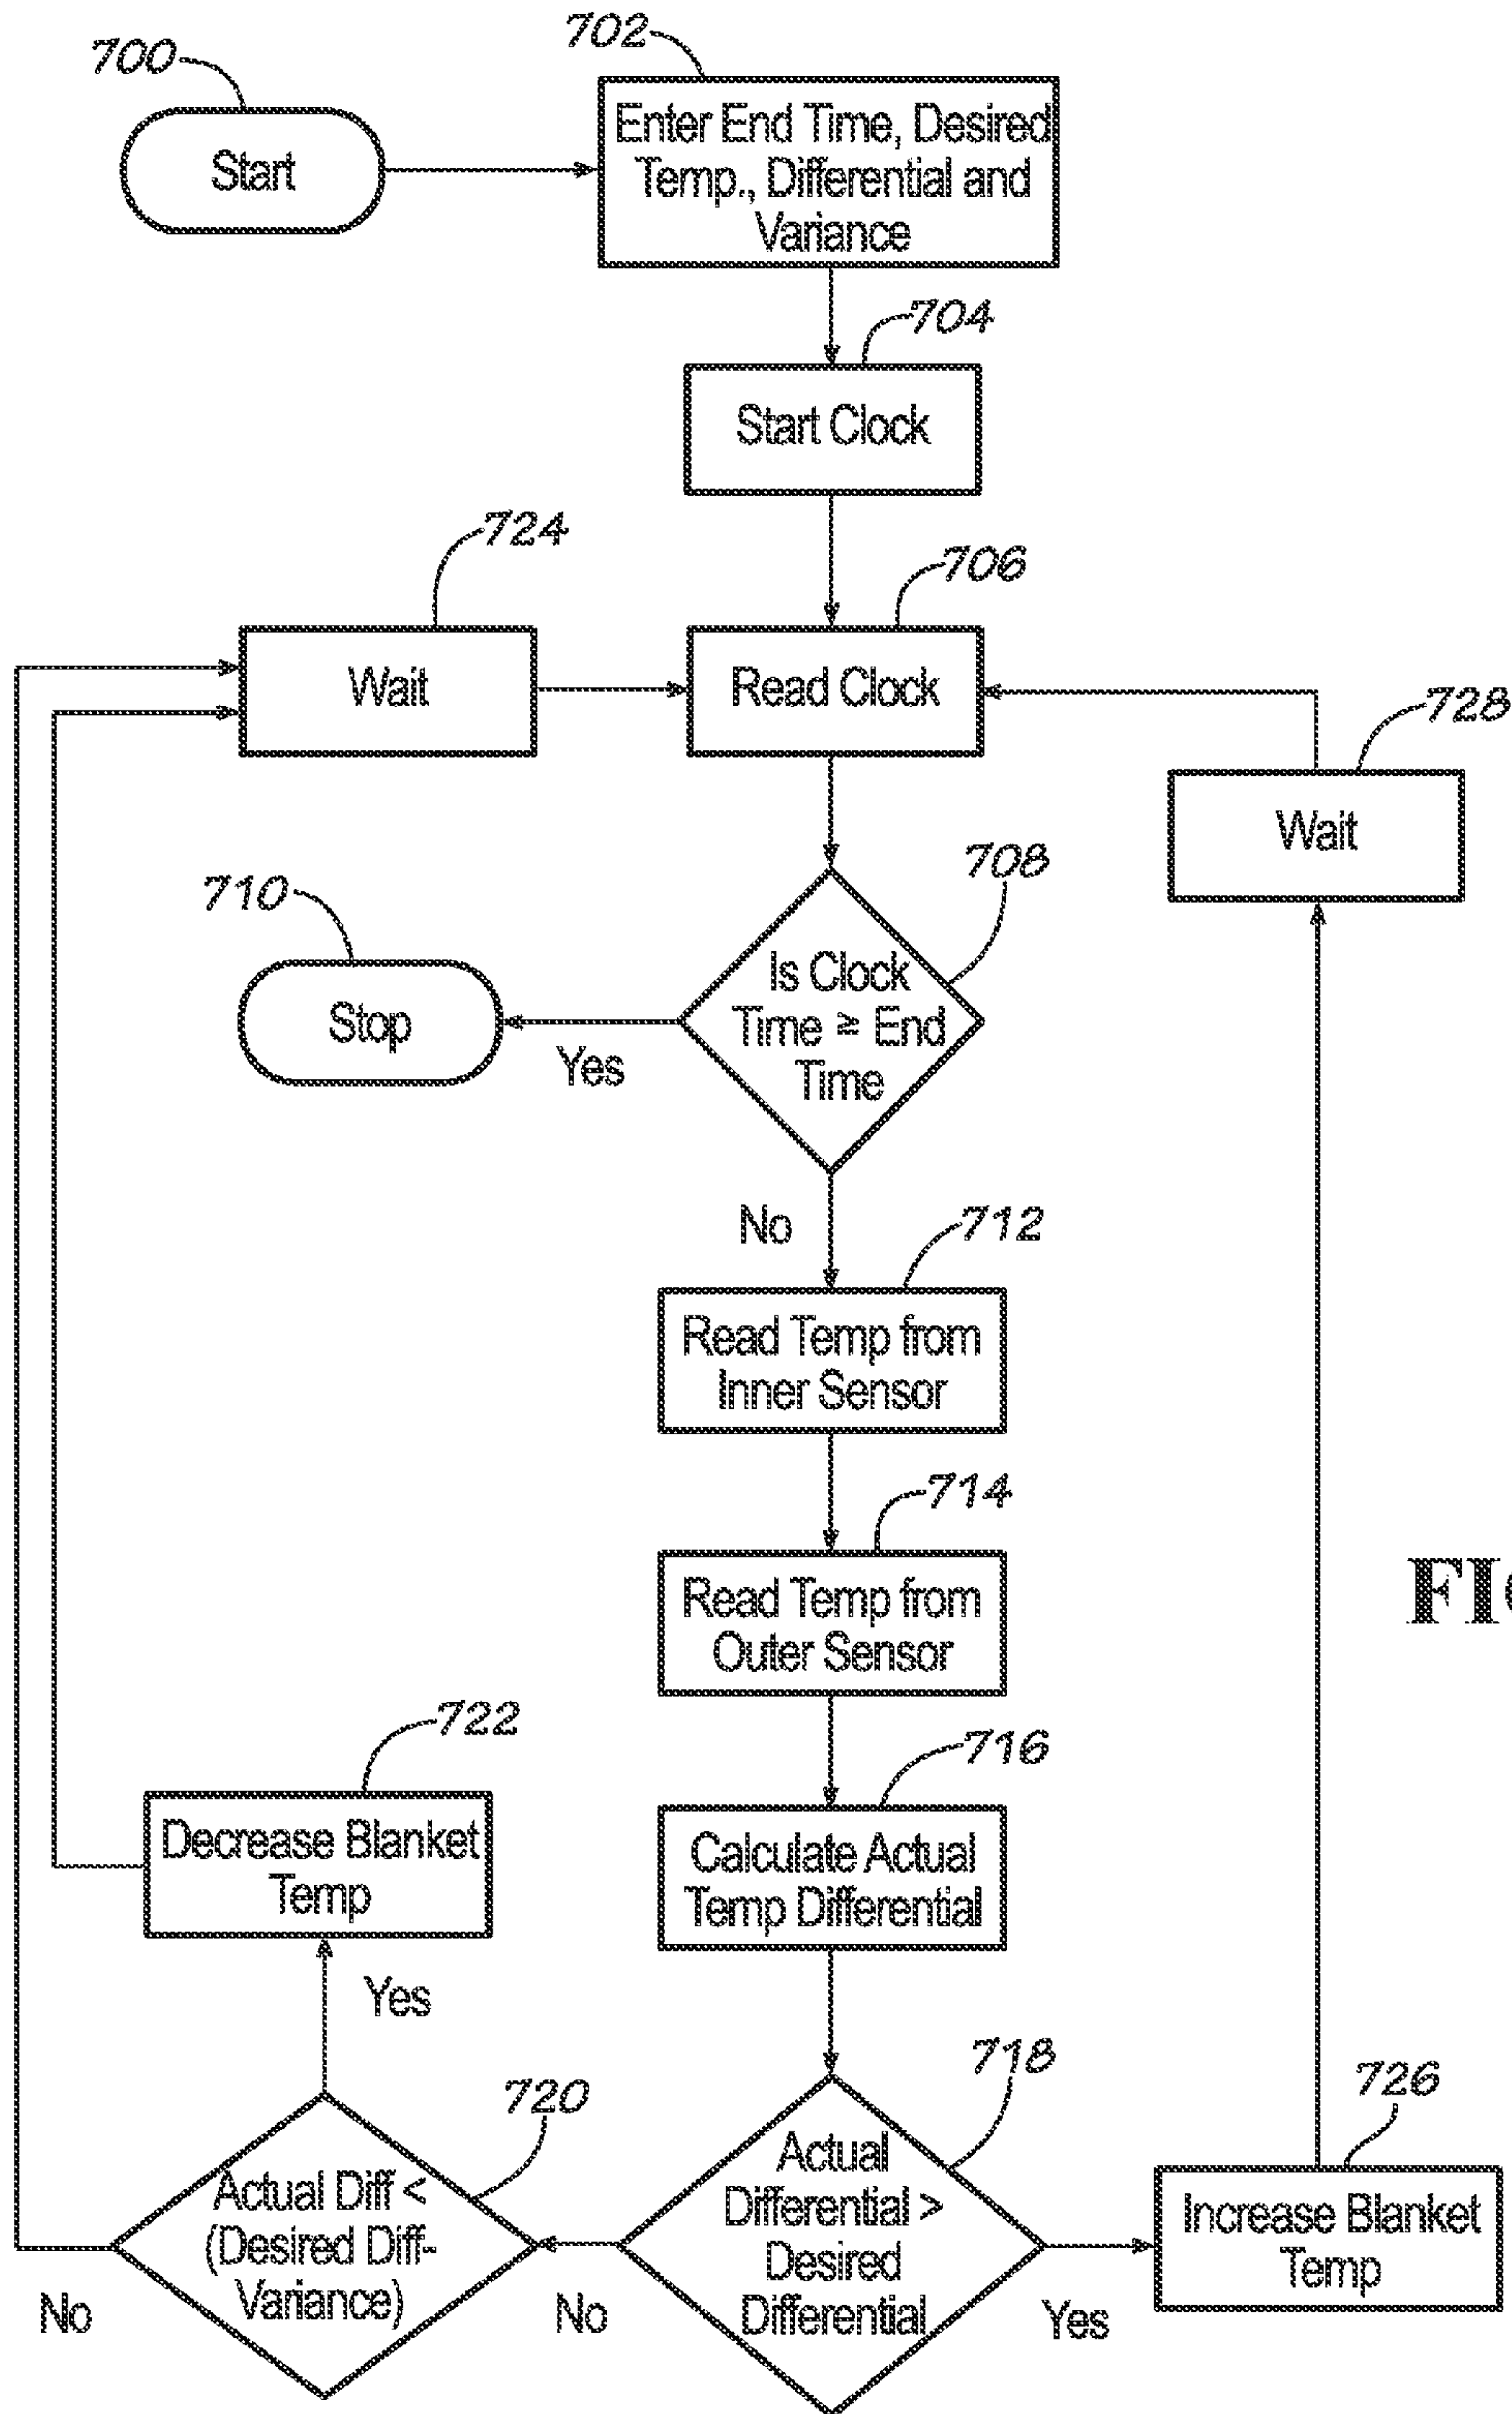 700
Start
702
Enter End Time, Desired
Temp., Differential and
Variance
704
Start Clock
724
Wait
706
Read Clock
728
Wait
708
Is Clock
Time ≥ End
Time
710
Stop
Yes
No
712
Read Temp from
Inner Sensor
714
Read Temp from
Outer Sensor
FI
722
Decrease Blanket
Temp
716
Calculate Actual
Temp Differential
Yes
720
Actual Diff <
(Desired Diff-
Variance)
No
718
Actual
Differential >
Desired
Differential
No
Yes
726
Increase Blanket
Temp